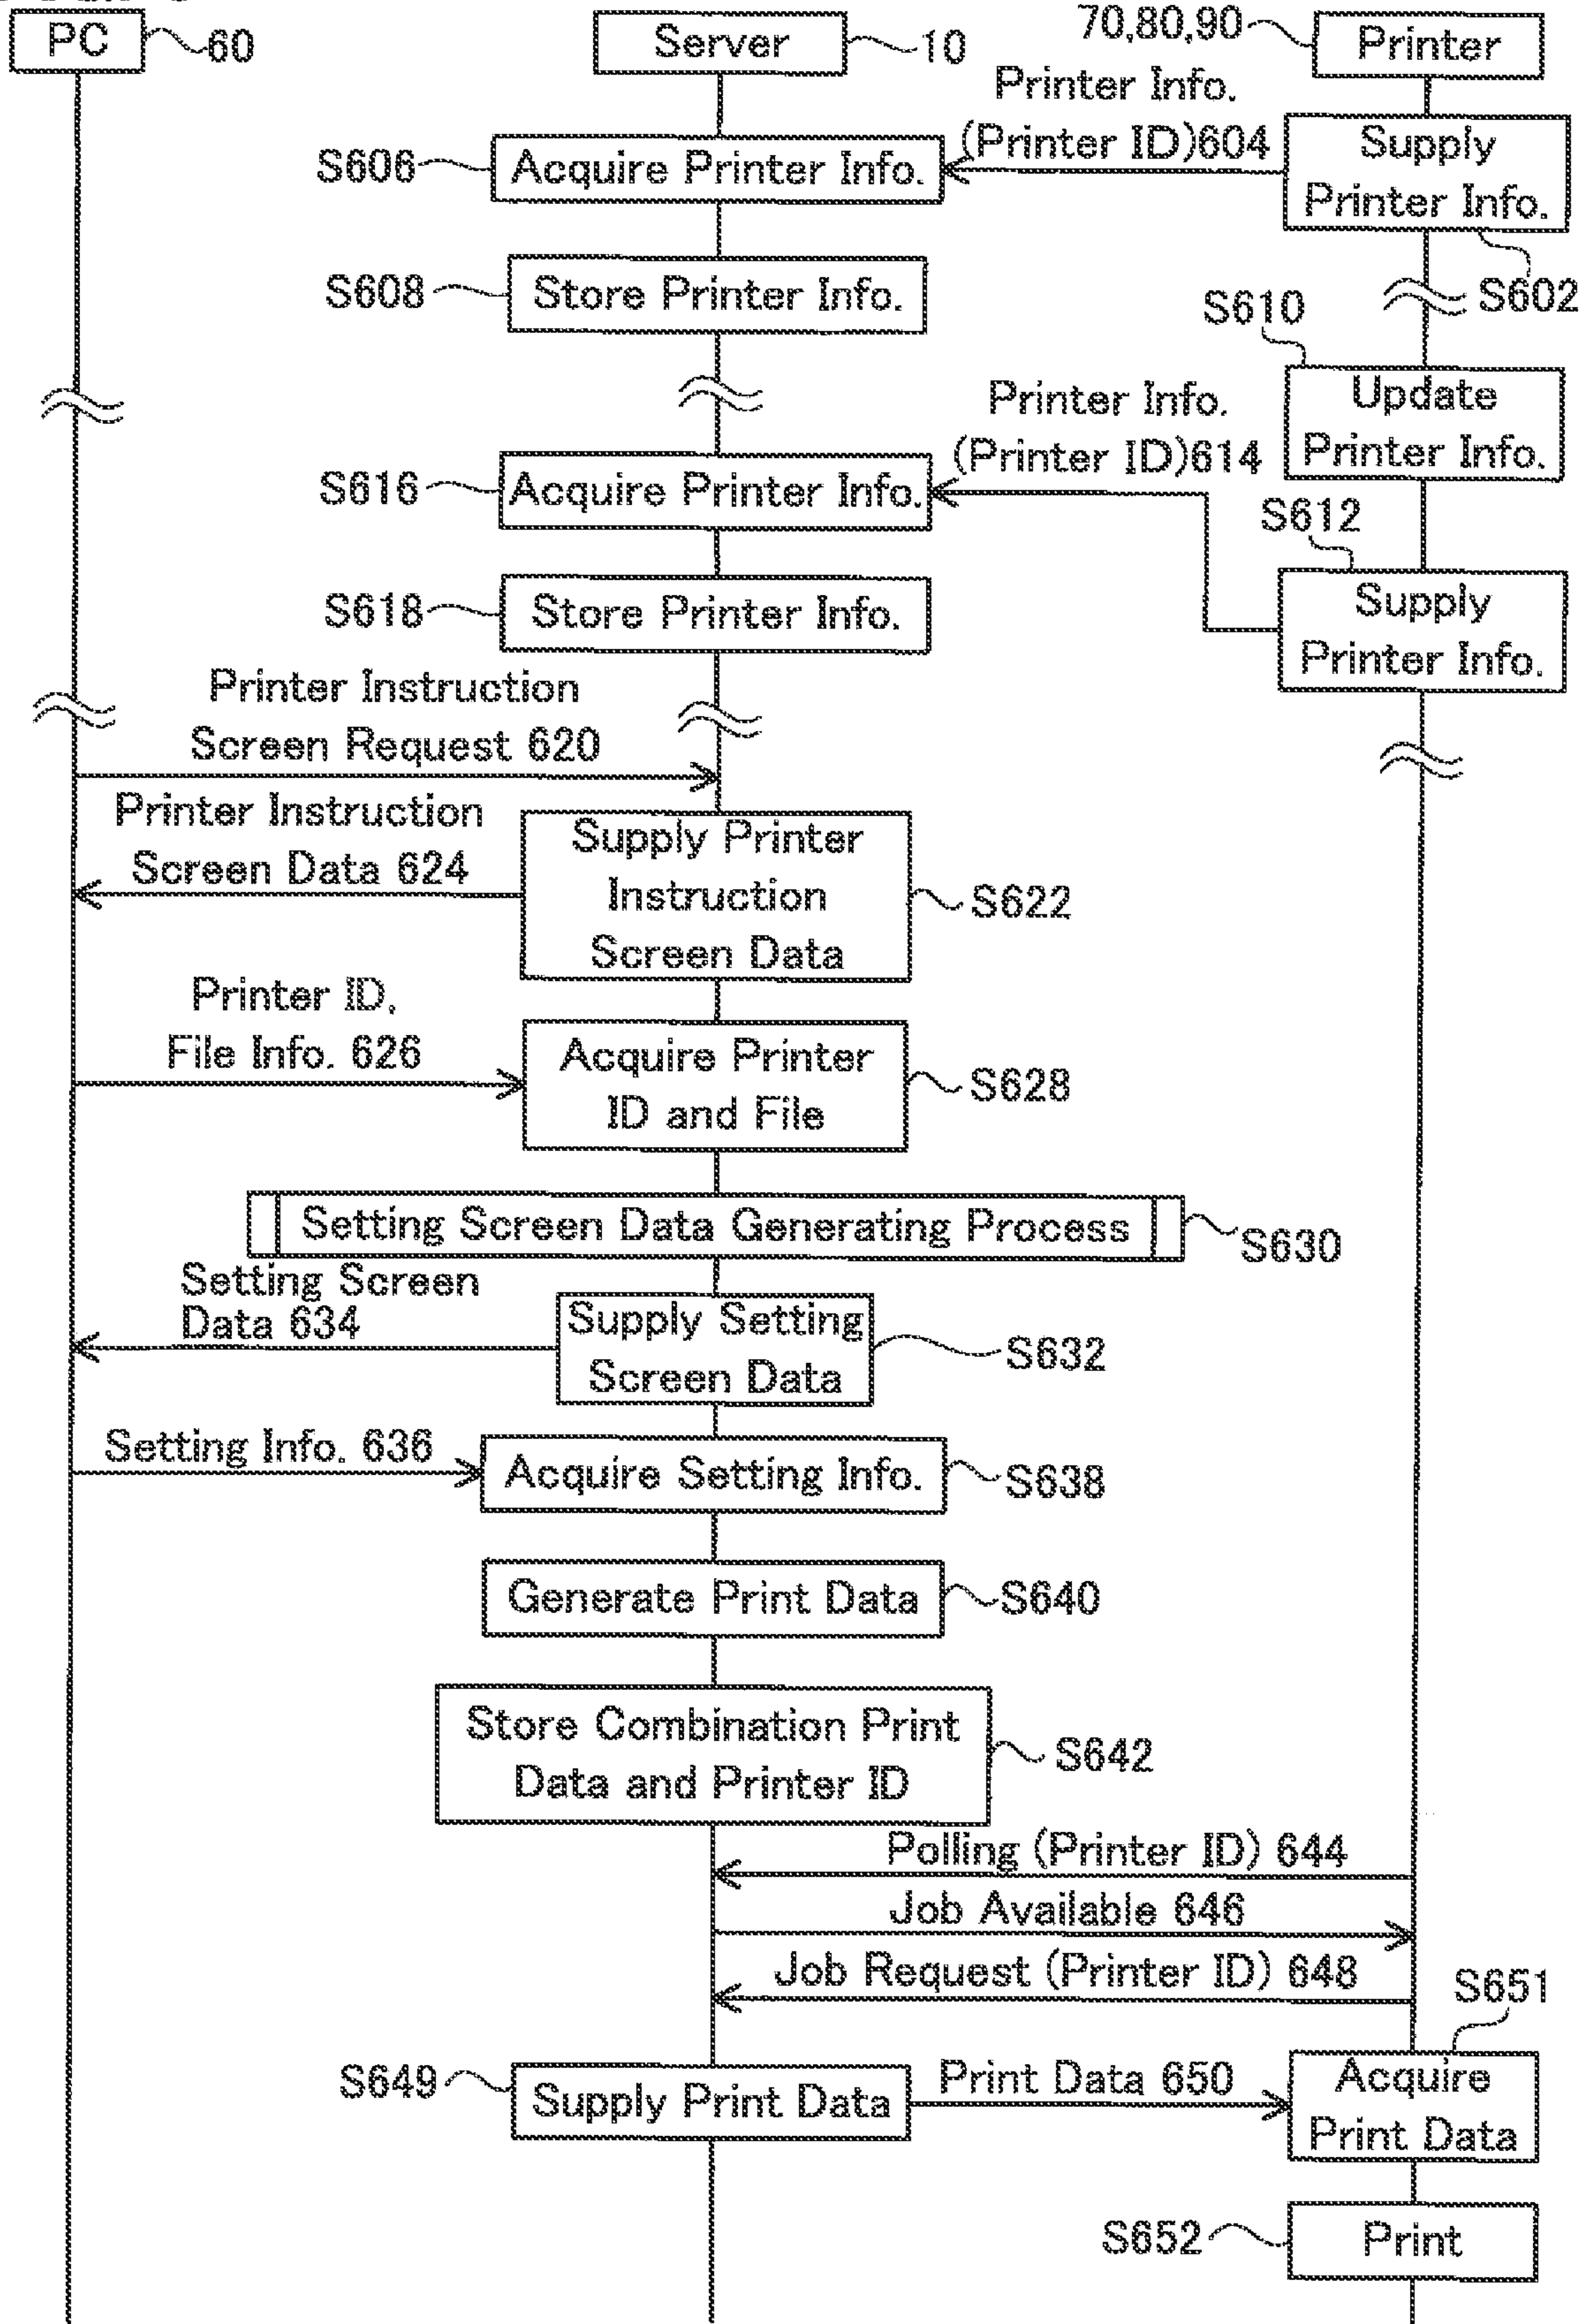 PC 60
Server 10
70,80,90 Printer
Printer Info.
(Printer ID)604
Supply
Printer Info.
S602
S606 Acquire Printer Info.
S608 Store Printer Info.
S610
Update
Printer Info.
Printer Info.
(Printer ID)614
S612
Supply
Printer Info.
S616 Acquire Printer Info.
S618 Store Printer Info.
Printer Instruction
Screen Request 620
Printer Instruction
Screen Data 624
Supply Printer
Instruction
Screen Data
S622
Printer ID,
File Info. 626
Acquire Printer
ID and File
S628
Setting Screen Data Generating Process S630
Setting Screen
Data 634
Supply Setting
Screen Data
S632
Setting Info. 636
Acquire Setting Info. S638
Generate Print Data S640
Store Combination Print
Data and Printer ID
S642
Polling (Printer ID) 644
Job Available 646
Job Request (Printer ID) 648
S649 Supply Print Data
Print Data 650
S651
Acquire
Print Data
S652 Print